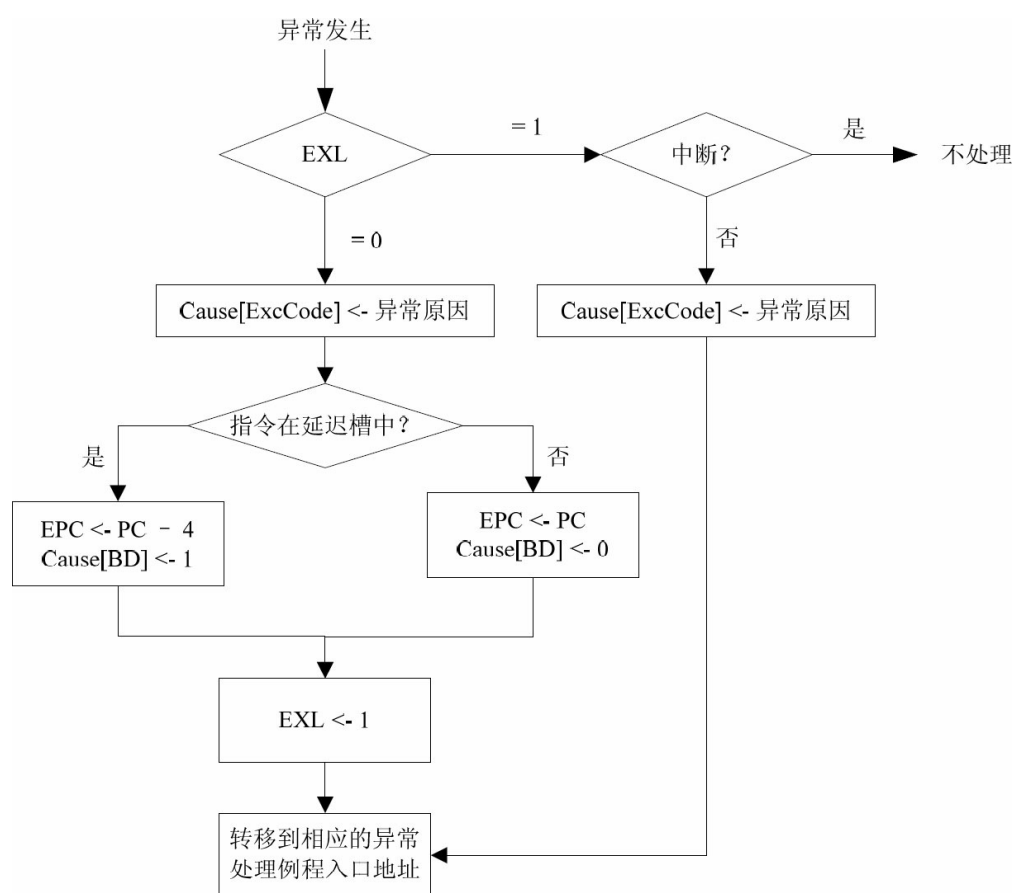 异常发生
EXL
= 1
中断？
是
不处理
= 0
否
Cause[ExcCode] <- 异常原因
Cause[ExcCode] <- 异常原因
指令在延迟槽中？
是
否
EPC <- PC - 4
Cause[BD] <- 1
EPC <- PC
Cause[BD] <- 0
EXL <- 1
转移到相应的异常
处理例程入口地址